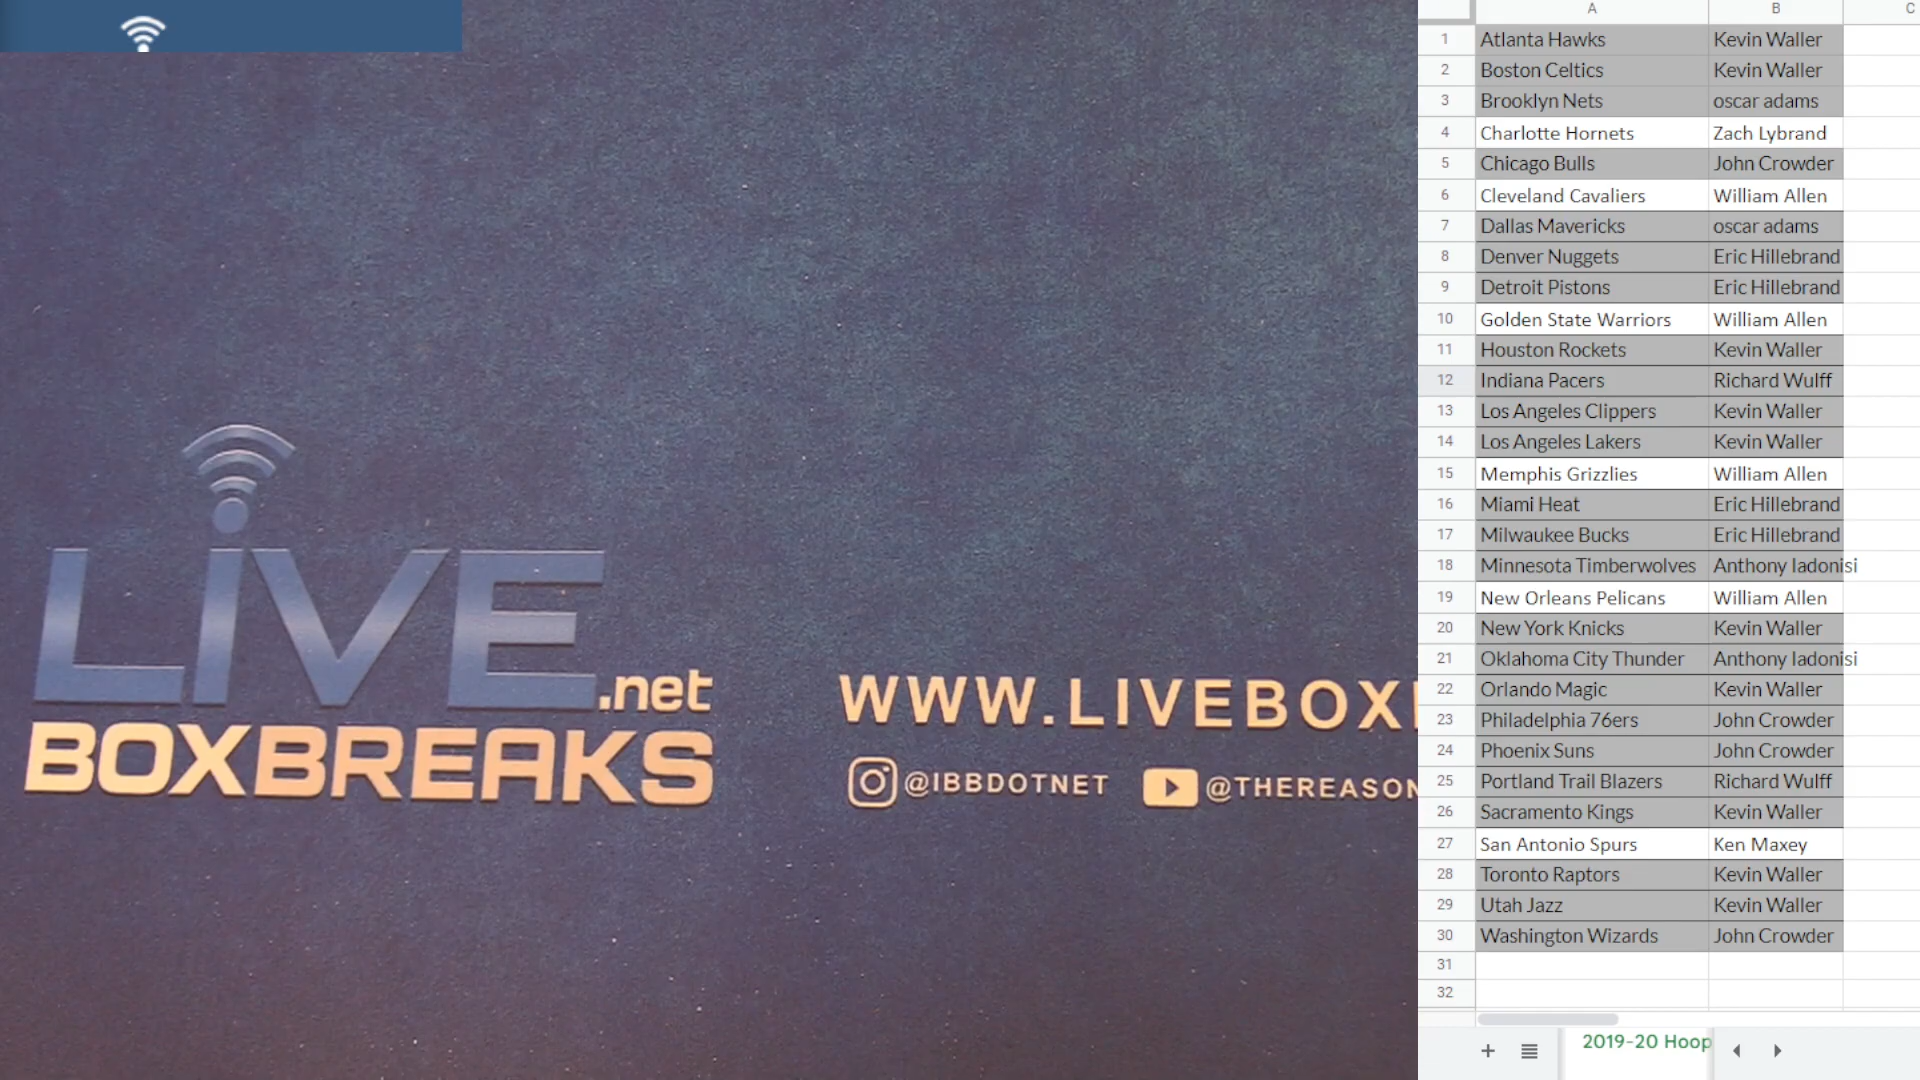 LIVE
.net
BOXBREAKS
WWW.LIVEBOX
@IBBDOTNET @THEREASON
A B C
1 Atlanta Hawks Kevin Waller
2 Boston Celtics Kevin Waller
3 Brooklyn Nets oscar adams
4 Charlotte Hornets Zach Lybrand
5 Chicago Bulls John Crowder
6 Cleveland Cavaliers William Allen
7 Dallas Mavericks oscar adams
8 Denver Nuggets Eric Hillebrand
9 Detroit Pistons Eric Hillebrand
10 Golden State Warriors William Allen
11 Houston Rockets Kevin Waller
12 Indiana Pacers Richard Wulff
13 Los Angeles Clippers Kevin Waller
14 Los Angeles Lakers Kevin Waller
15 Memphis Grizzlies William Allen
16 Miami Heat Eric Hillebrand
17 Milwaukee Bucks Eric Hillebrand
18 Minnesota Timberwolves Anthony Iadonisi
19 New Orleans Pelicans William Allen
20 New York Knicks Kevin Waller
21 Oklahoma City Thunder Anthony Iadonisi
22 Orlando Magic Kevin Waller
23 Philadelphia 76ers John Crowder
24 Phoenix Suns John Crowder
25 Portland Trail Blazers Richard Wulff
26 Sacramento Kings Kevin Waller
27 San Antonio Spurs Ken Maxey
28 Toronto Raptors Kevin Waller
29 Utah Jazz Kevin Waller
30 Washington Wizards John Crowder
31
32
2019-20 Hoop